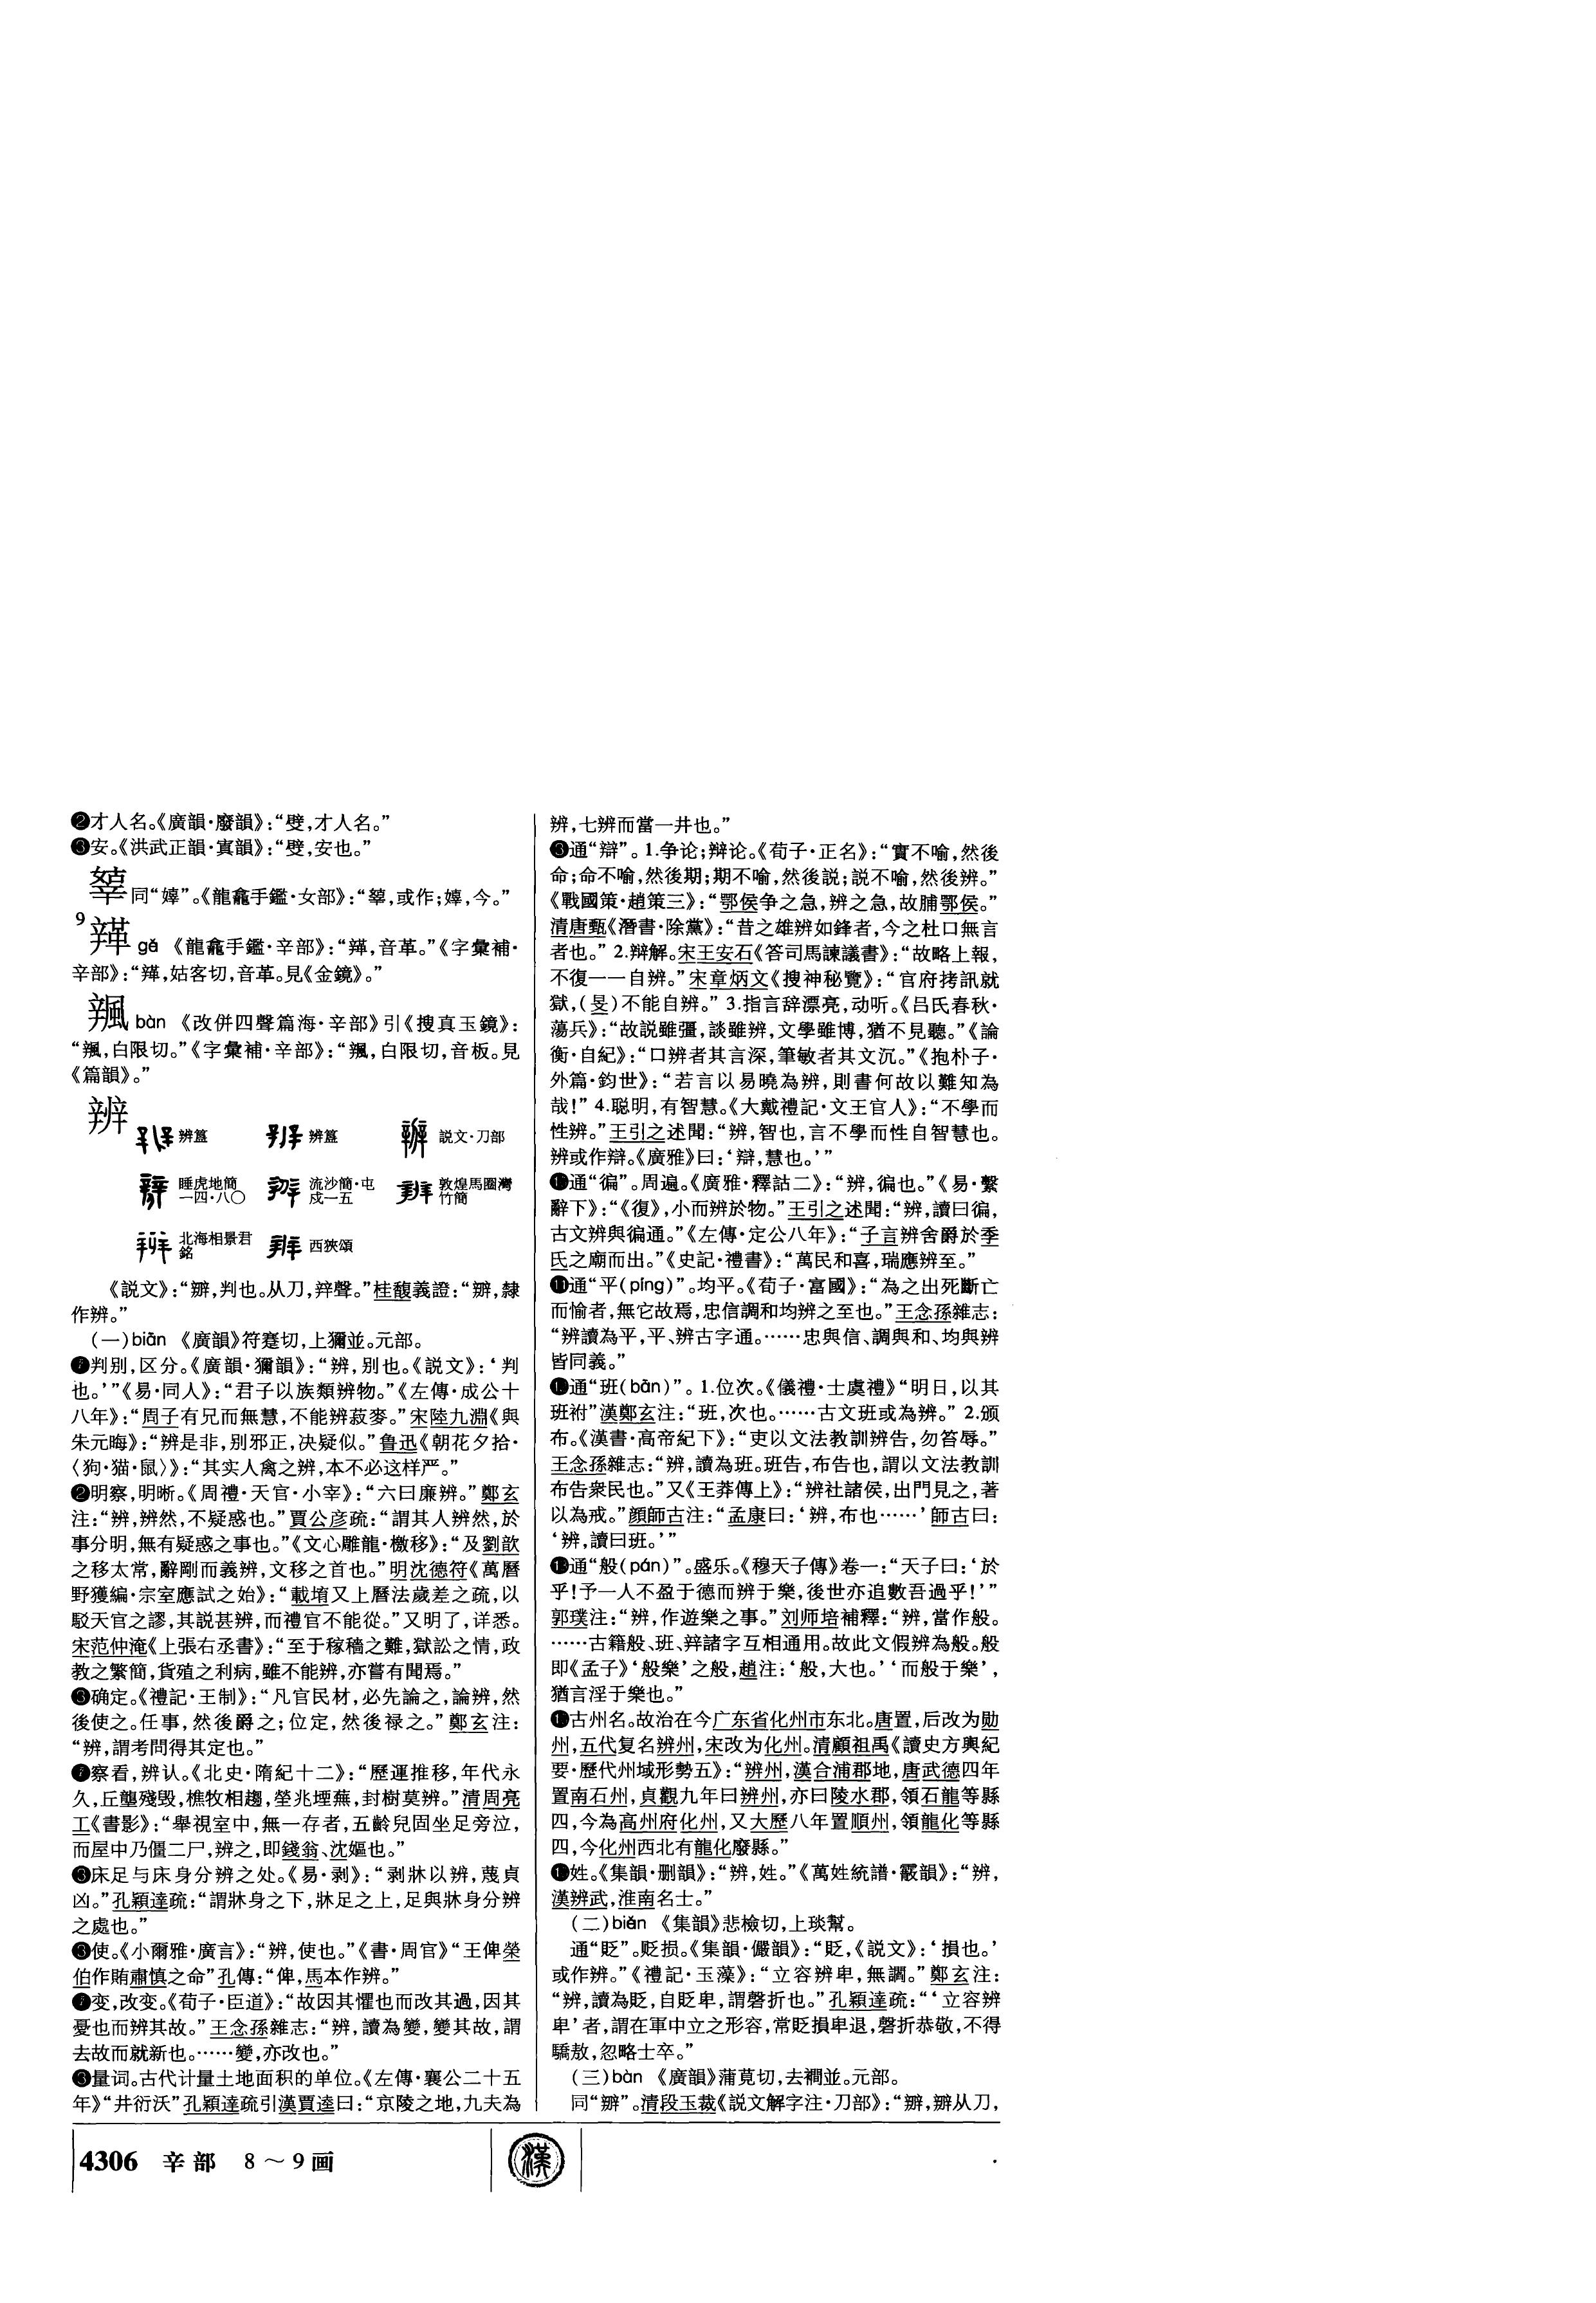 ❷才人名。《廣韻·廢韻》：“壁，才人名。”
❸安。《洪武正韻·寘韻》：“壁，安也。”
同“嫴”。《龍龕手鑑·女部》：“，或作；嫴，今。”
9
gé 《龍龕手鑑·辛部》：“，音革。”《字彙補·
辛部》：“，姑客切，音革。見《金鏡》。”
bàn 《改併四聲篇海·辛部》引《搜真玉鏡》：
“，白限切。”《字彙補·辛部》：“，白限切，音板。見
《篇韻》。”
辨
辨簋 辨簋 説文·刀部
睡虎地簡 流沙簡·屯 敦煌馬圈灣
一四·八〇 戍一五 竹簡
北海相景君 西狹頌
銘
《説文》：“辧，判也。从刀，辡聲。”桂馥義證：“辧，隸
作辨。”
（一）biàn 《廣韻》符蹇切，上獮並。元部。
判别，区分。《廣韻·獮韻》：“辨，别也。《説文》：‘判
也。’”《易·同人》：“君子以族類辨物。”《左傳·成公十
八年》：“周子有兄而無慧，不能辨菽麥。”宋陸九淵《與
朱元晦》：“辨是非，别邪正，决疑似。”鲁迅《朝花夕拾·
〈狗·猫·鼠〉》：“其实人禽之辨，本不必这样严。”
❷明察，明晰。《周禮·天官·小宰》：“六曰廉辨。”鄭玄
注：“辨，辨然，不疑惑也。”賈公彦疏：“謂其人辨然，於
事分明，無有疑惑之事也。”《文心雕龍·檄移》：“及劉歆
之移太常，辭剛而義辨，文移之首也。”明沈德符《萬曆
野獲編·宗室應試之始》：“載堉又上曆法歲差之疏，以
駁天官之謬，其説甚辨，而禮官不能從。”又明了，详悉。
宋范仲淹《上張右丞書》：“至于稼穡之難，獄訟之情，政
教之繁簡，貨殖之利病，雖不能辨，亦嘗有聞焉。”
❸确定。《禮記·王制》：“凡官民材，必先論之，論辨，然
後使之。任事，然後爵之；位定，然後禄之。”鄭玄注：
“辨，謂考問得其定也。”
察看，辨认。《北史·隋紀十二》：“歷運推移，年代永
久，丘壟殘毁，樵牧相趨，塋兆堙蕪，封樹莫辨。”清周亮
工《書影》：“舉視室中，無一存者，五齡兒固坐足旁泣，
而屋中乃僵二尸，辨之，即錢翁、沈嫗也。”
床足与床身分辨之处。《易·剥》：“剥牀以辨，蔑貞
凶。”孔穎達疏：“謂牀身之下，牀足之上，足與牀身分辨
之處也。”
使。《小爾雅·廣言》：“辨，使也。”《書·周官》“王俾榮
伯作賄肅慎之命”孔傳：“俾，馬本作辨。”
变，改变。《荀子·臣道》：“故因其懼也而改其過，因其
憂也而辨其故。”王念孫雜志：“辨，讀為變，變其故，謂
去故而就新也。……變，亦改也。”
量词。古代计量土地面积的单位。《左傳·襄公二十五
年》“井衍沃”孔穎達疏引漢賈逵曰：“京陵之地，九夫為
辨，七辨而當一井也。”
通“辯”。1.争论；辩论。《荀子·正名》：“實不喻，然後
命；命不喻，然後期；期不喻，然後説；説不喻，然後辨。”
《戰國策·趙策三》：“鄂侯争之急，辨之急，故脯鄂侯。”
清唐甄《潛書·除黨》：“昔之雄辨如鋒者，今之杜口無言
者也。” 2.辩解。宋王安石《答司馬諫議書》：“故略上報，
不復一一自辨。”宋章炳文《搜神秘覽》：“官府拷訊就
獄，（旻）不能自辨。” 3.指言辞漂亮，动听。《吕氏春秋·
蕩兵》：“故説雖彊，談雖辨，文學雖博，猶不見聽。”《論
衡·自紀》：“口辨者其言深，筆敏者其文沉。”《抱朴子·
外篇·鈞世》：“若言以易曉為辨，則書何故以難知為
哉！” 4.聪明，有智慧。《大戴禮記·文王官人》：“不學而
性辨。”王引之述聞：“辨，智也，言不學而性自智慧也。
辨或作辯。《廣雅》曰：‘辯，慧也。’”
通“徧”。周遍。《廣雅·釋詁二》：“辨，徧也。”《易·繫
辭下》：“《復》，小而辨於物。”王引之述聞：“辨，讀曰徧，
古文辨與徧通。”《左傳·定公八年》：“子言辨舍爵於季
氏之廟而出。”《史記·禮書》：“萬民和喜，瑞應辨至。”
⓫通“平（píng）”。均平。《荀子·富國》：“為之出死斷亡
而愉者，無它故焉，忠信調和均辨之至也。”王念孫雜志：
“辨讀為平，平、辨古字通。……忠與信、調與和、均與辨
皆同義。”
通“班（bān）”。1.位次。《儀禮·士虞禮》“明日，以其
班祔”漢鄭玄注：“班，次也。……古文班或為辨。” 2.颁
布。《漢書·高帝紀下》：“吏以文法教訓辨告，勿笞辱。”
王念孫雜志：“辨，讀為班。班告，布告也，謂以文法教訓
布告衆民也。”又《王莽傳上》：“辨社諸侯，出門見之，著
以為戒。”顔師古注：“孟康曰：‘辨，布也……’師古曰：
‘辨，讀曰班。’”
通“般（pán）”。盛乐。《穆天子傳》卷一：“天子曰：‘於
乎！予一人不盈于德而辨于樂，後世亦追數吾過乎！’”
郭璞注：“辨，作遊樂之事。”刘师培補釋：“辨，當作般。
……古籍般、班、辡諸字互相通用。故此文假辨為般。般
即《孟子》‘般樂’之般，趙注：‘般，大也。’‘而般于樂’，
猶言淫于樂也。”
古州名。故治在今广东省化州市东北。唐置，后改为勋
州，五代复名辨州，宋改为化州。清顧祖禹《讀史方輿紀
要·歷代州域形勢五》：“辨州，漢合浦郡地，唐武德四年
置南石州，貞觀九年曰辨州，亦曰陵水郡，領石龍等縣
四，今為高州府化州，又大歷八年置順州，領龍化等縣
四，今化州西北有龍化廢縣。”
姓。《集韻·删韻》：“辨，姓。”《萬姓統譜·霰韻》：“辨，
漢辨武，淮南名士。”
（二）biǎn 《集韻》悲檢切，上琰幫。
通“貶”。贬损。《集韻·儼韻》：“貶，《説文》：‘損也。’
或作辨。”《禮記·玉藻》：“立容辨卑，無讇。”鄭玄注：
“辨，讀為貶，自貶卑，謂磬折也。”孔穎達疏：“‘立容辨
卑’者，謂在軍中立之形容，常貶損卑退，磬折恭敬，不得
驕敖，忽略士卒。”
（三）bàn 《廣韻》蒲莧切，去襇並。元部。
同“辧”。清段玉裁《説文解字注·刀部》：“辧，辧从刀，
4306 辛部 8～9画
漢